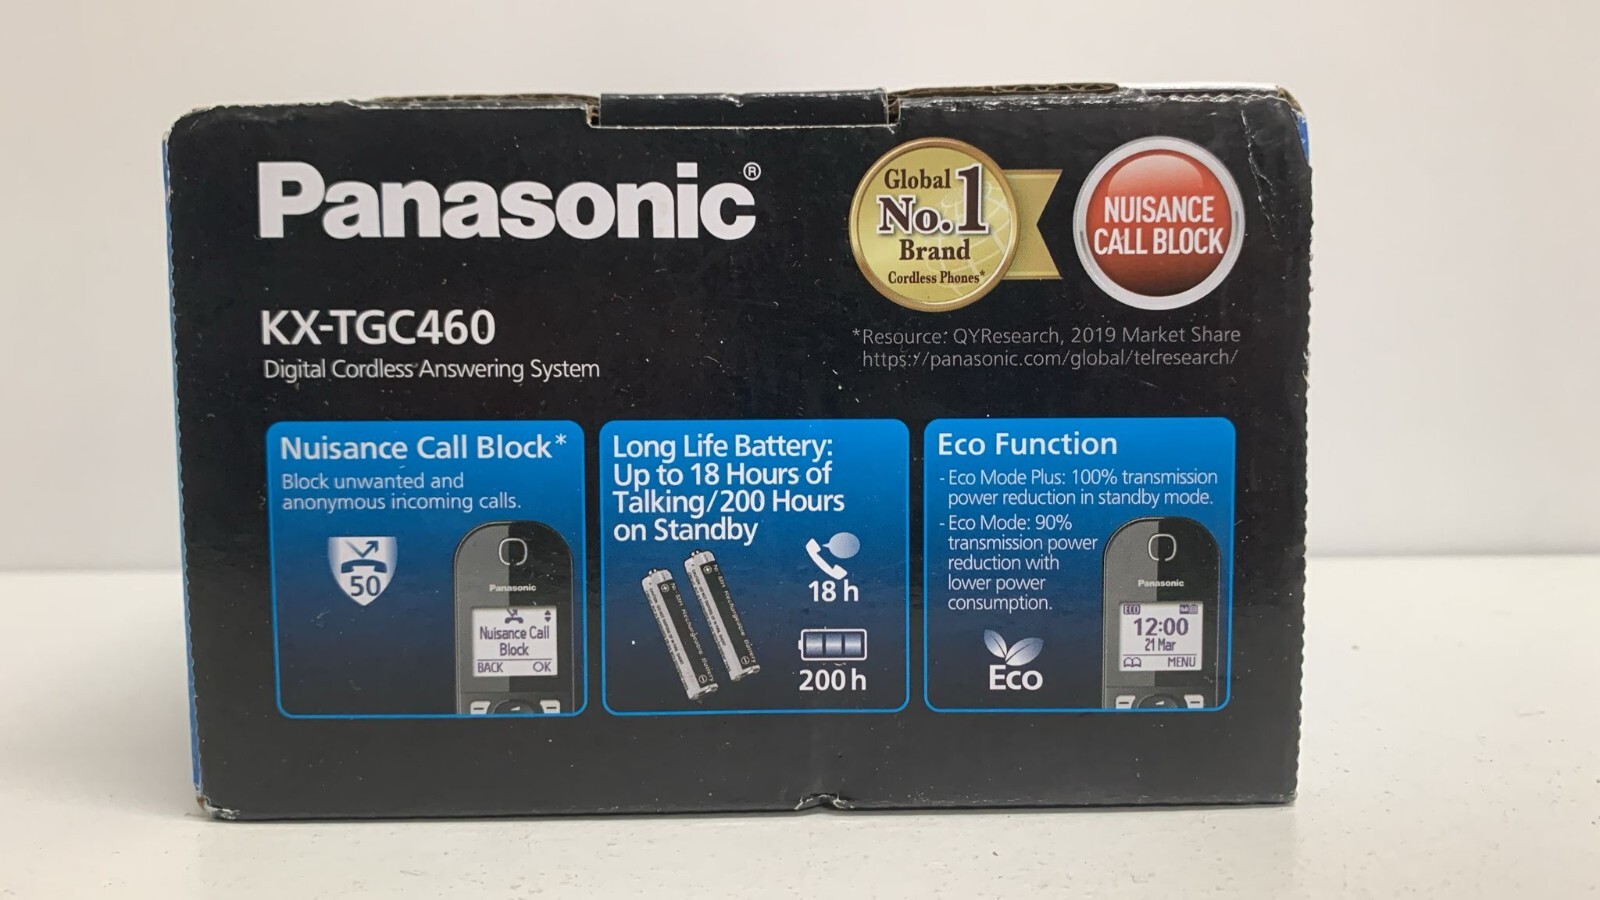 Panasonic®
Global
No.1
Brand
Cordless Phones*
NUISANCE
CALL BLOCK
KX-TGC460
Digital Cordless Answering System
*Resource: QYResearch, 2019 Market Share
https://panasonic.com/global/telresearch/
Nuisance Call Block*
Block unwanted and
anonymous incoming calls.
50
Panasonic
Nuisance Call
Block
BACK OK
Long Life Battery:
Up to 18 Hours of
Talking/200 Hours
on Standby
18 h
200 h
Eco Function
- Eco Mode Plus: 100% transmission
power reduction in standby mode.
- Eco Mode: 90%
transmission power
reduction with
lower power
consumption.
Eco
Panasonic
ECO
12:00
21 Mar
MENU